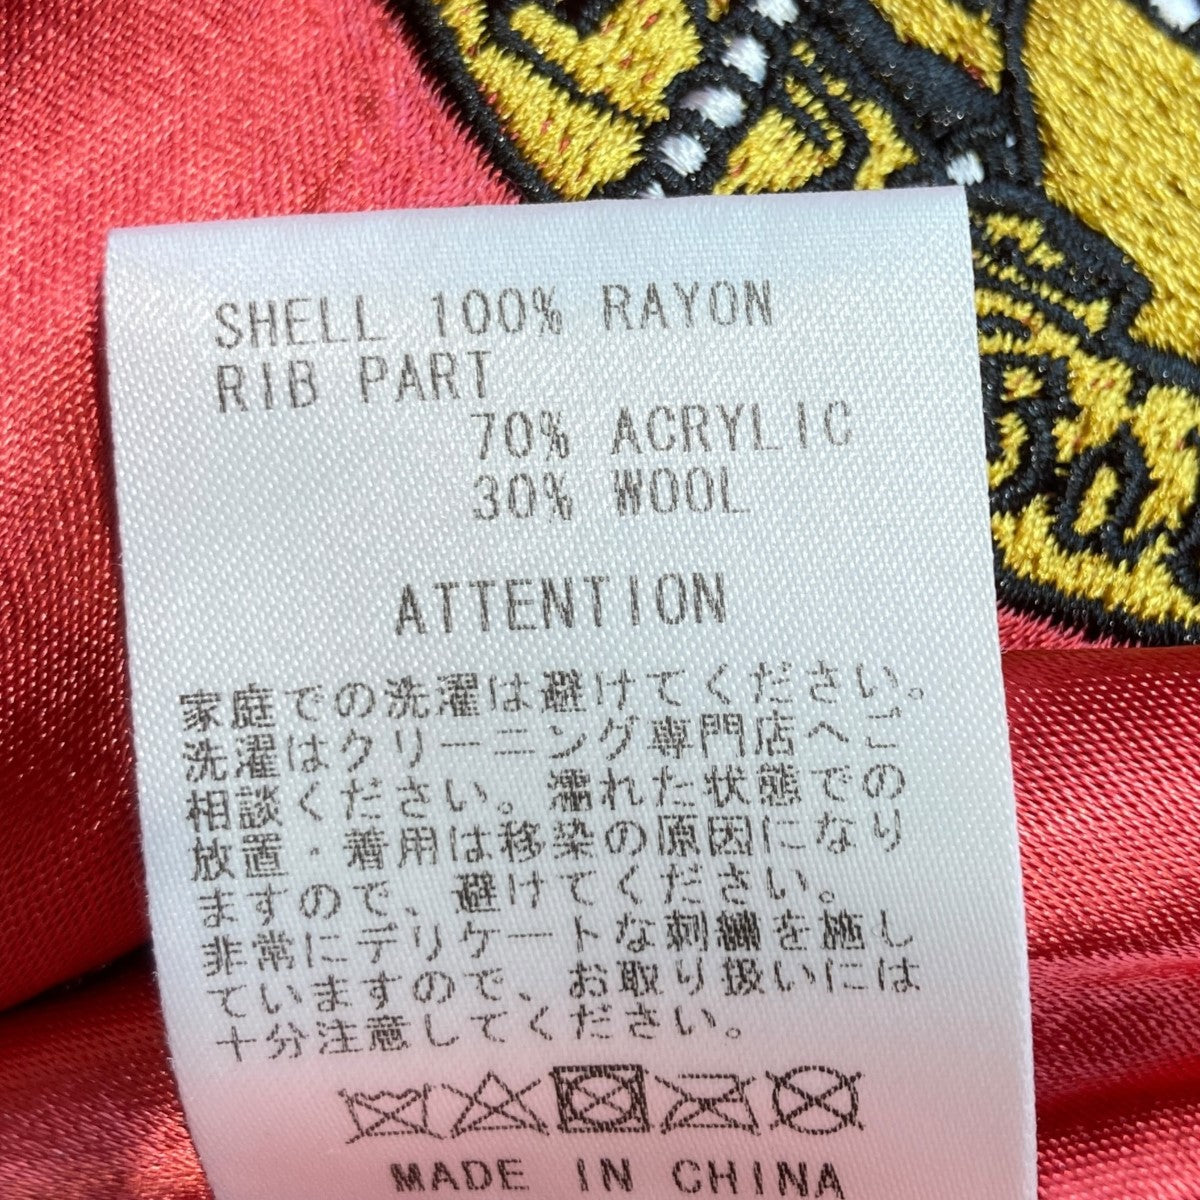 SHELL 100% RAYON
RIB PART
70% ACRYLIC
30% WOOL
ATTENTION
家庭での洗濯は避けてください。
洗濯はクリーニング専門店へご
相談ください。濡れた状態での
放置・着用は移染の原因になり
ますので、避けてください。
非常にデリケートな刺繍を施し
ていますので、お取り扱いには
十分注意してください。
MADE IN CHINA